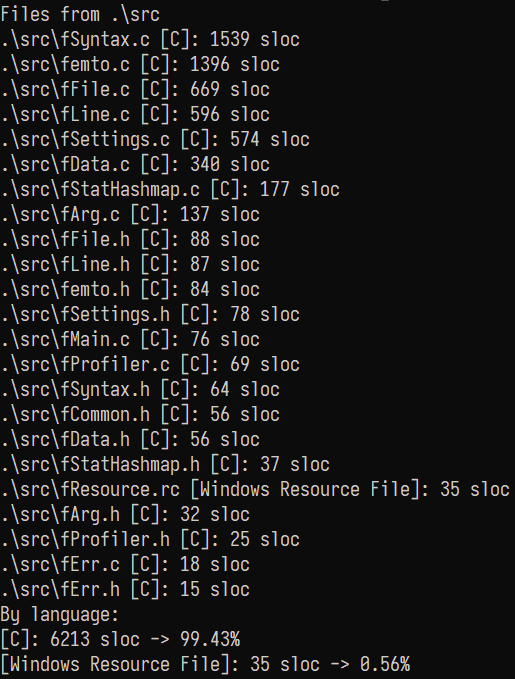 Files from .\src
.\src\fSyntax.c [C]: 1539 sloc
.\src\femto.c [C]: 1396 sloc
.\src\fFile.c [C]: 669 sloc
.\src\fLine.c [C]: 596 sloc
.\src\fSettings.c [C]: 574 sloc
.\src\fData.c [C]: 340 sloc
.\src\fStatHashmap.c [C]: 177 sloc
.\src\fArg.c [C]: 137 sloc
.\src\fFile.h [C]: 88 sloc
.\src\fLine.h [C]: 87 sloc
.\src\femto.h [C]: 84 sloc
.\src\fSettings.h [C]: 78 sloc
.\src\fMain.c [C]: 76 sloc
.\src\fProfiler.c [C]: 69 sloc
.\src\fSyntax.h [C]: 64 sloc
.\src\fCommon.h [C]: 56 sloc
.\src\fData.h [C]: 56 sloc
.\src\fStatHashmap.h [C]: 37 sloc
.\src\fResource.rc [Windows Resource File]: 35 sloc
.\src\fArg.h [C]: 32 sloc
.\src\fProfiler.h [C]: 25 sloc
.\src\fErr.c [C]: 18 sloc
.\src\fErr.h [C]: 15 sloc
By language:
[C]: 6213 sloc -> 99.43%
[Windows Resource File]: 35 sloc -> 0.56%